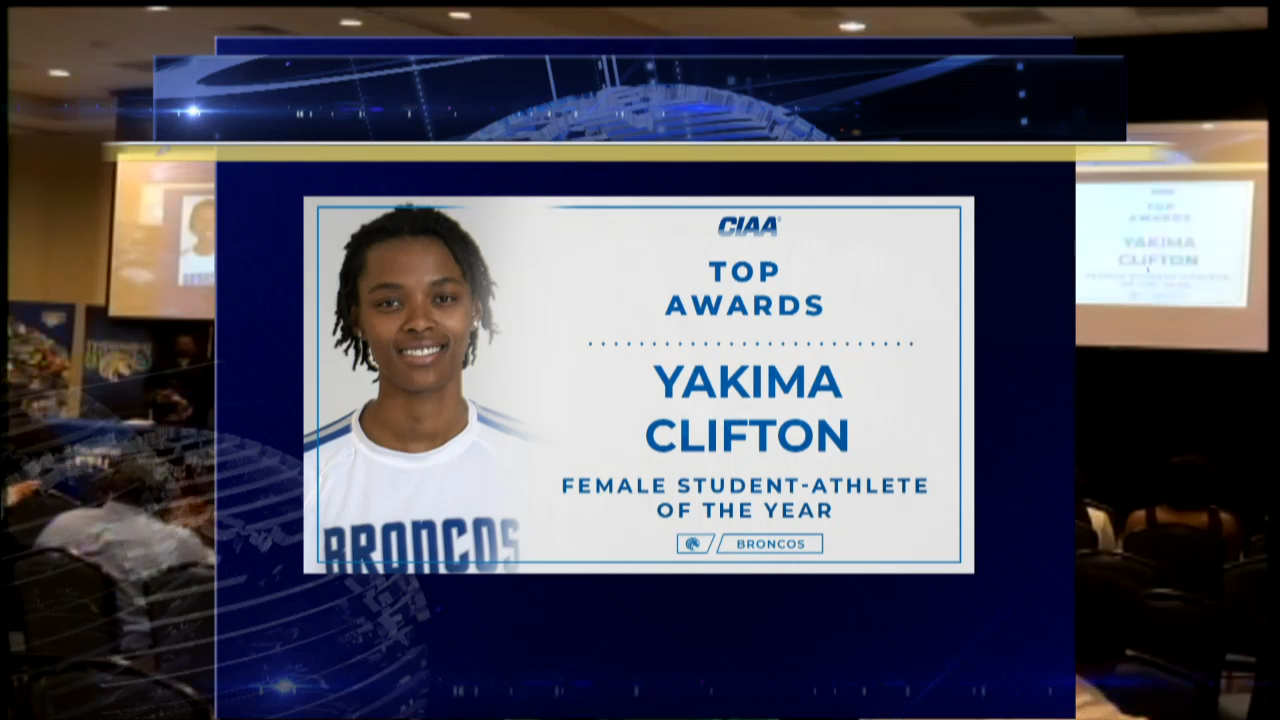 CIAA
TOP
AWARDS
YAKIMA
CLIFTON
FEMALE STUDENT-ATHLETE
OF THE YEAR
BRONCOS
BRONCOS
TOP
AWARDS
YAKIMA
CLIFTON